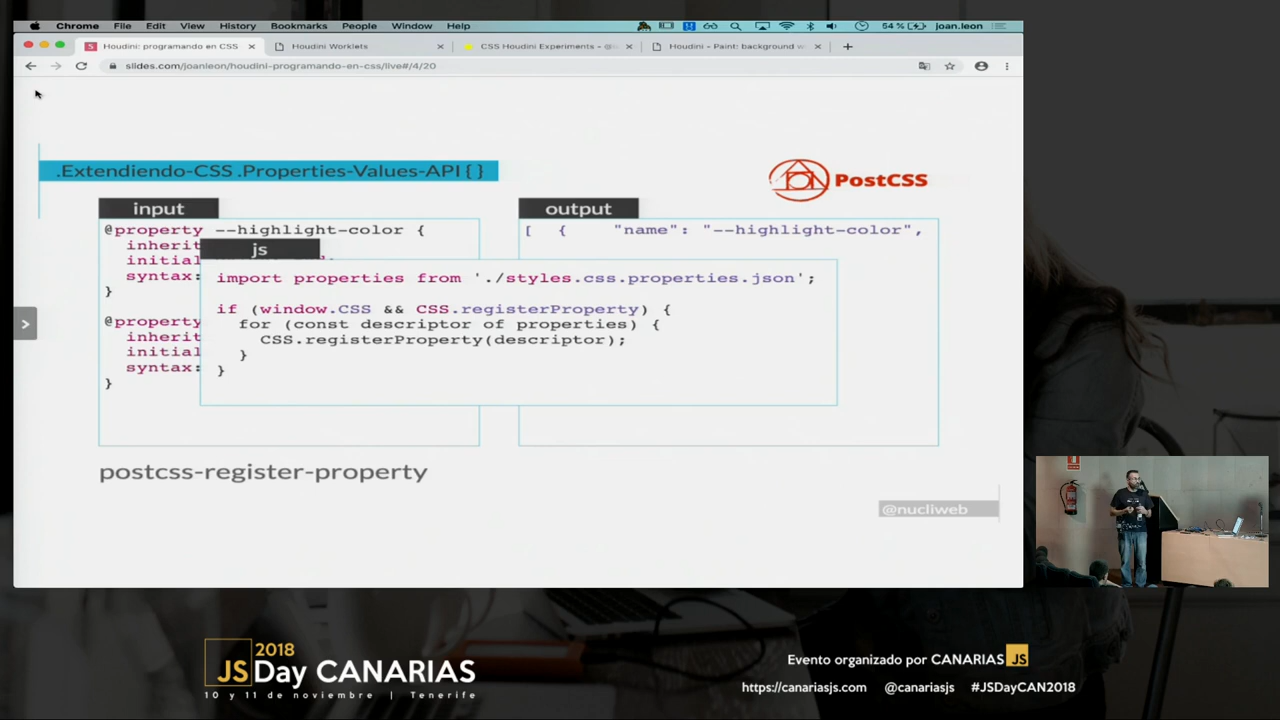 Chrome File Edit View History Bookmarks People Window Help 54 % joan.leon
Houdini: programando en CSS Houdini Worklets CSS Houdini Experiments - @ Houdini - Paint: background w
slides.com/joanleon/houdini-programando-en-css/live#/4/20
.Extendiendo-CSS .Properties-Values-API { }
PostCSS
input
@property --highlight-color {
inherit
initial
syntax:
}
@property
inherit
initial
syntax:
}
js
import properties from './styles.css.properties.json';
if (window.CSS && CSS.registerProperty) {
for (const descriptor of properties) {
CSS.registerProperty(descriptor);
}
}
output
[ { "name": "--highlight-color",
postcss-register-property
@nucliweb
2018
JSDay CANARIAS
10 y 11 de noviembre | Tenerife
Evento organizado por CANARIAS JS
https://canariasjs.com @canariasjs #JSDayCAN2018